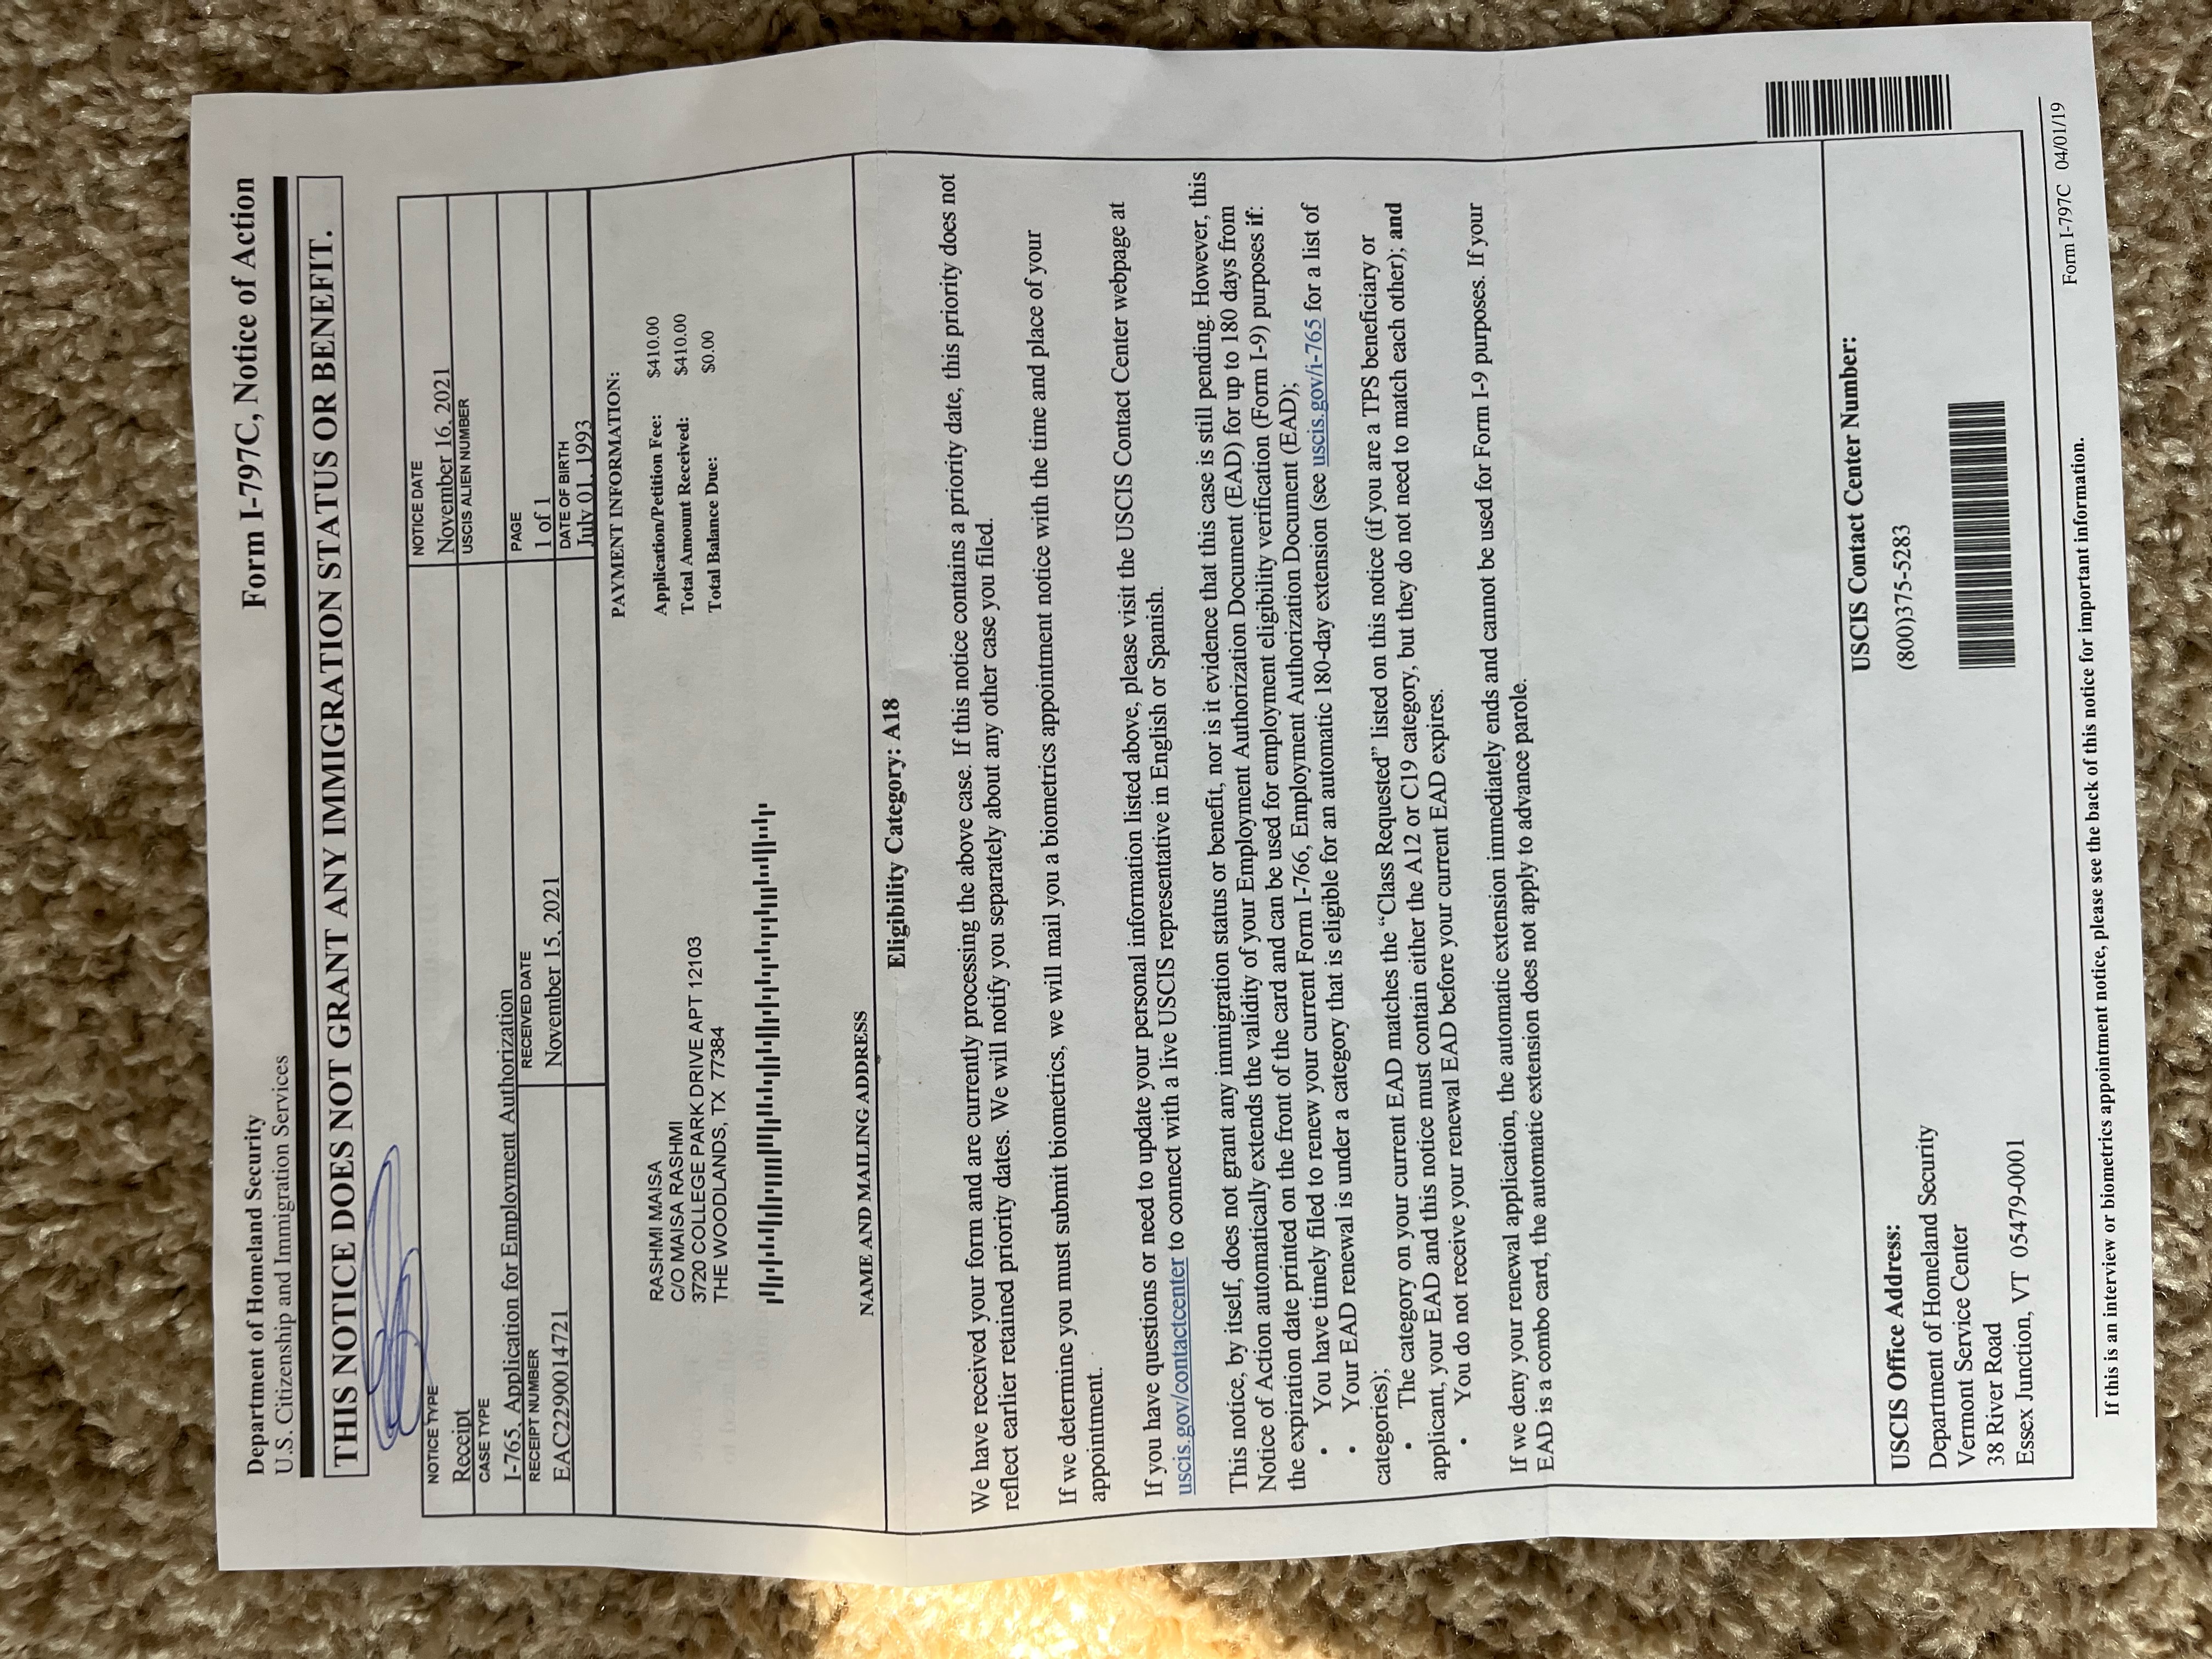 Department of Homeland Security
U.S. Citizenship and Immigration Services
Form I-797C, Notice of Action
THIS NOTICE DOES NOT GRANT ANY IMMIGRATION STATUS OR BENEFIT.
NOTICE TYPE
Receipt
NOTICE DATE
November 16, 2021
CASE TYPE
I-765, Application for Employment Authorization
USCIS ALIEN NUMBER
RECEIPT NUMBER
EAC2290014721
RECEIVED DATE
November 15, 2021
PAGE
1 of 1
DATE OF BIRTH
July 01, 1993
RASHMI MAISA
C/O MAISA RASHMI
3720 COLLEGE PARK DRIVE APT 12103
THE WOODLANDS, TX 77384
PAYMENT INFORMATION:
Application/Petition Fee: $410.00
Total Amount Received: $410.00
Total Balance Due: $0.00
NAME AND MAILING ADDRESS
Eligibility Category: A18
We have received your form and are currently processing the above case. If this notice contains a priority date, this priority does not
reflect earlier retained priority dates. We will notify you separately about any other case you filed.
If we determine you must submit biometrics, we will mail you a biometrics appointment notice with the time and place of your
appointment.
If you have questions or need to update your personal information listed above, please visit the USCIS Contact Center webpage at
uscis.gov/contactcenter to connect with a live USCIS representative in English or Spanish.
This notice, by itself, does not grant any immigration status or benefit, nor is it evidence that this case is still pending. However, this
Notice of Action automatically extends the validity of your Employment Authorization Document (EAD) for up to 180 days from
the expiration date printed on the front of the card and can be used for employment eligibility verification (Form I-9) purposes if:
• You have timely filed to renew your current Form I-766, Employment Authorization Document (EAD);
• Your EAD renewal is under a category that is eligible for an automatic 180-day extension (see uscis.gov/i-765 for a list of
categories);
• The category on your current EAD matches the “Class Requested” listed on this notice (if you are a TPS beneficiary or
applicant, your EAD and this notice must contain either the A12 or C19 category, but they do not need to match each other); and
• You do not receive your renewal EAD before your current EAD expires.
If we deny your renewal application, the automatic extension immediately ends and cannot be used for Form I-9 purposes. If your
EAD is a combo card, the automatic extension does not apply to advance parole.
USCIS Office Address:
Department of Homeland Security
Vermont Service Center
38 River Road
Essex Junction, VT 05479-0001
USCIS Contact Center Number:
(800)375-5283
If this is an interview or biometrics appointment notice, please see the back of this notice for important information.
Form I-797C 04/01/19